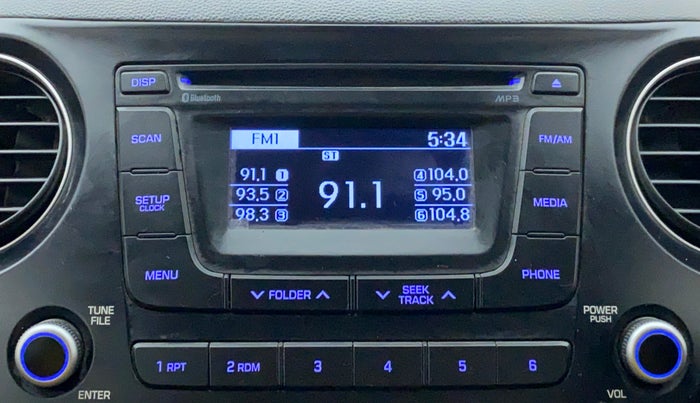 DISP
Bluetooth
MP3
SCAN
FM1
5:34
FM/AM
ST
91.1 1
4 104.0
93.5 2
91.1
5 95.0
98.3 3
6 104.8
SETUP
CLOCK
MEDIA
MENU
FOLDER
SEEK
TRACK
PHONE
TUNE
FILE
POWER
PUSH
1 RPT
2 RDM
3
4
5
6
ENTER
VOL